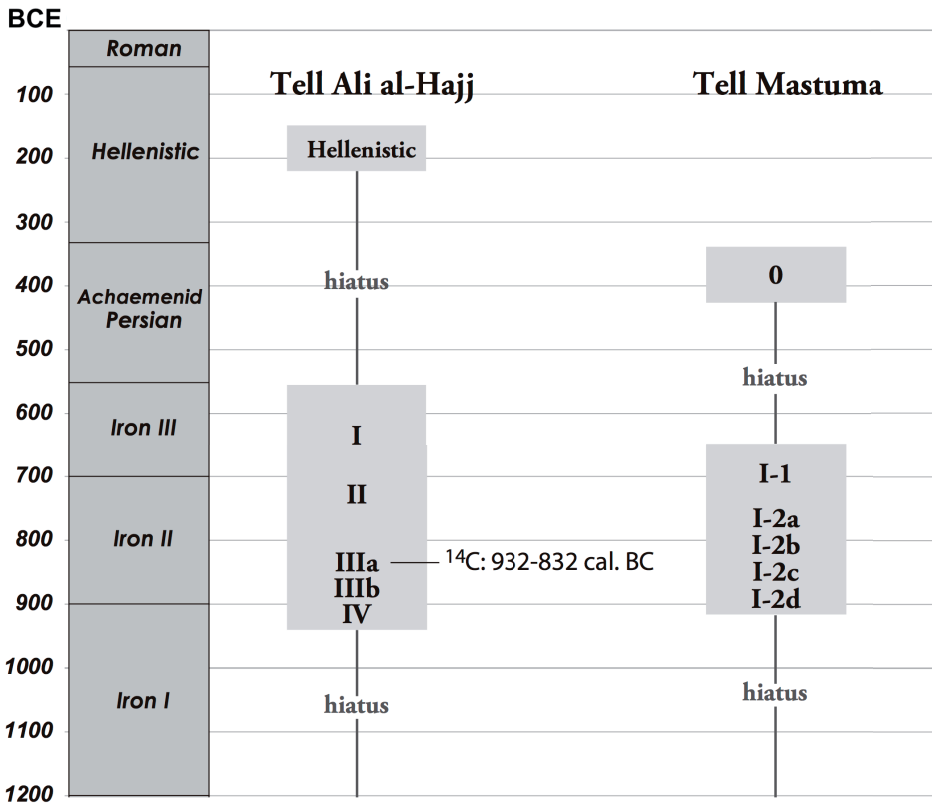 BCE
Roman
Tell Ali al-Hajj
Tell Mastuma
100
Hellenistic
Hellenistic
200
300
hiatus
0
400
Achaemenid
Persian
500
hiatus
600
Iron III
I
700
I-1
II
I-2a
800
Iron II
I-2b
IIIa
¹⁴C: 932-832 cal. BC
I-2c
IIIb
I-2d
900
IV
1000
Iron I
hiatus
hiatus
1100
1200